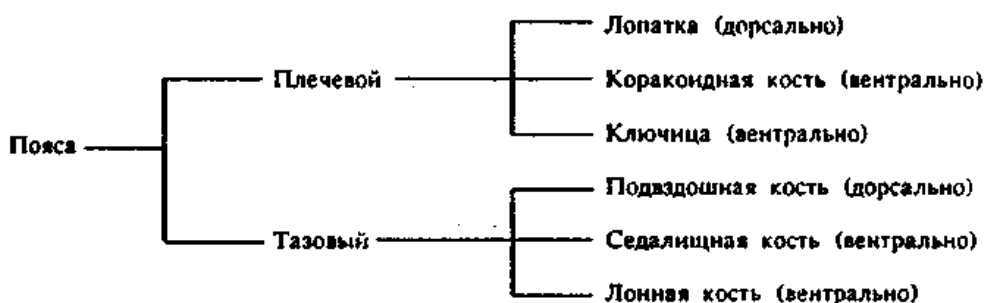 Лопатка (дорсально)
Плечевой
Коракоидная кость (вентрально)
Пояса
Ключица (вентрально)
Подвздошная кость (дорсально)
Тазовый
Седалищная кость (вентрально)
Лонная кость (вентрально)